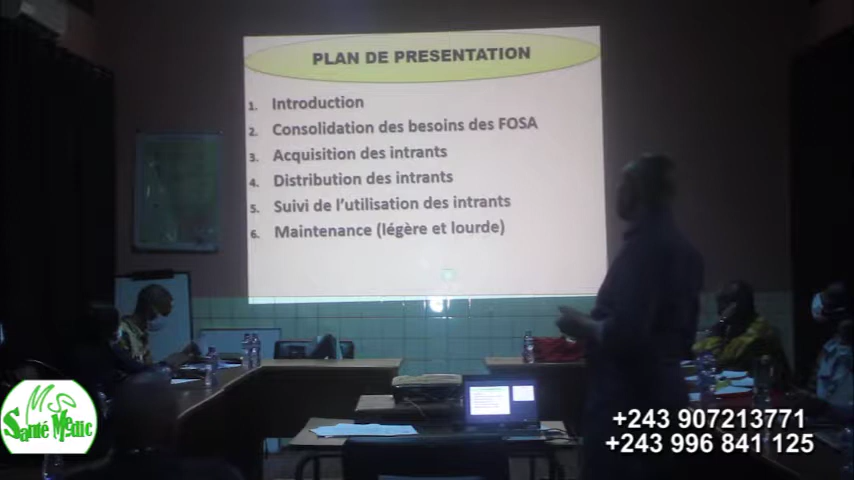 PLAN DE PRESENTATION
1. Introduction
2. Consolidation des besoins des FOSA
3. Acquisition des intrants
4. Distribution des intrants
5. Suivi de l'utilisation des intrants
6. Maintenance (légère et lourde)
MSD
Santé Médic
+243 907213771
+243 996 841 125